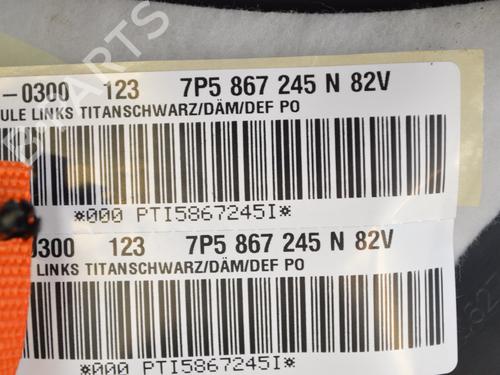 -0300 123 7P5 867 245 N 82V
ULE LINKS TITANSCHWARZ/DÄM/DEF PO
*000 PTI5867245I*
0300 123 7P5 867 245 N 82V
LINKS TITANSCHWARZ/DÄM/DEF PO
*000 PTI5867245I*